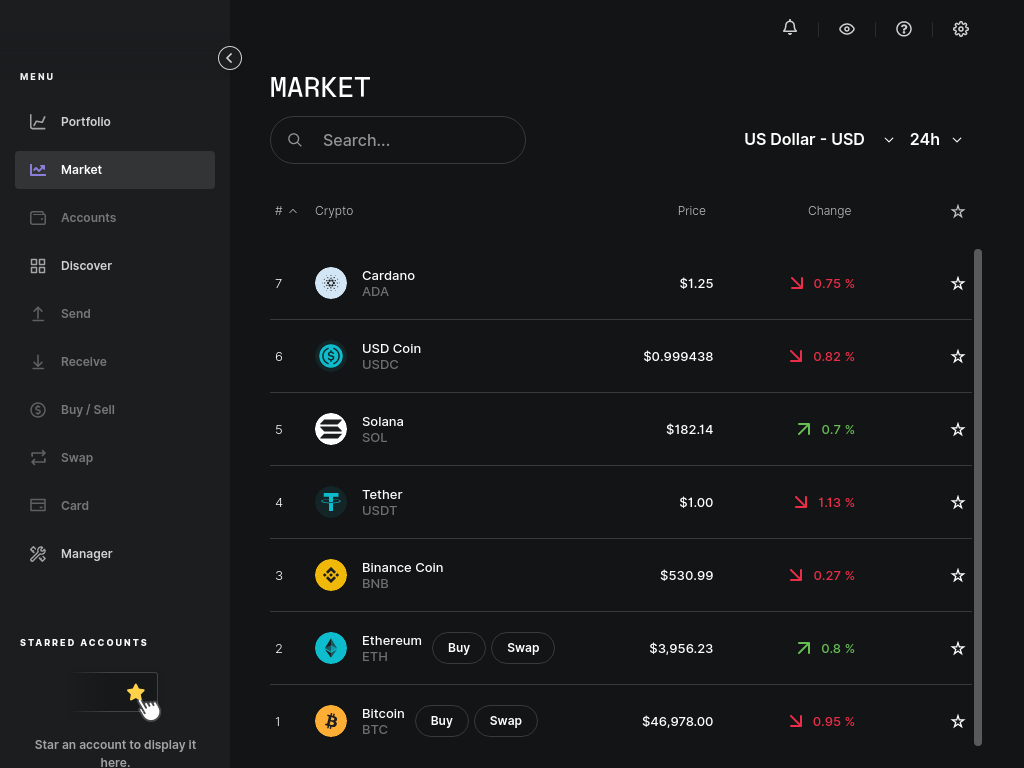 MENU
Portfolio
Market
Accounts
Discover
Send
Receive
Buy / Sell
Swap
Card
Manager
STARRED ACCOUNTS
Star an account to display it
here.
MARKET
Search...
US Dollar - USD 24h
# Crypto Price Change
7 Cardano ADA $1.25 0.75 %
6 USD Coin USDC $0.999438 0.82 %
5 Solana SOL $182.14 0.7 %
4 Tether USDT $1.00 1.13 %
3 Binance Coin BNB $530.99 0.27 %
2 Ethereum ETH Buy Swap $3,956.23 0.8 %
1 Bitcoin BTC Buy Swap $46,978.00 0.95 %